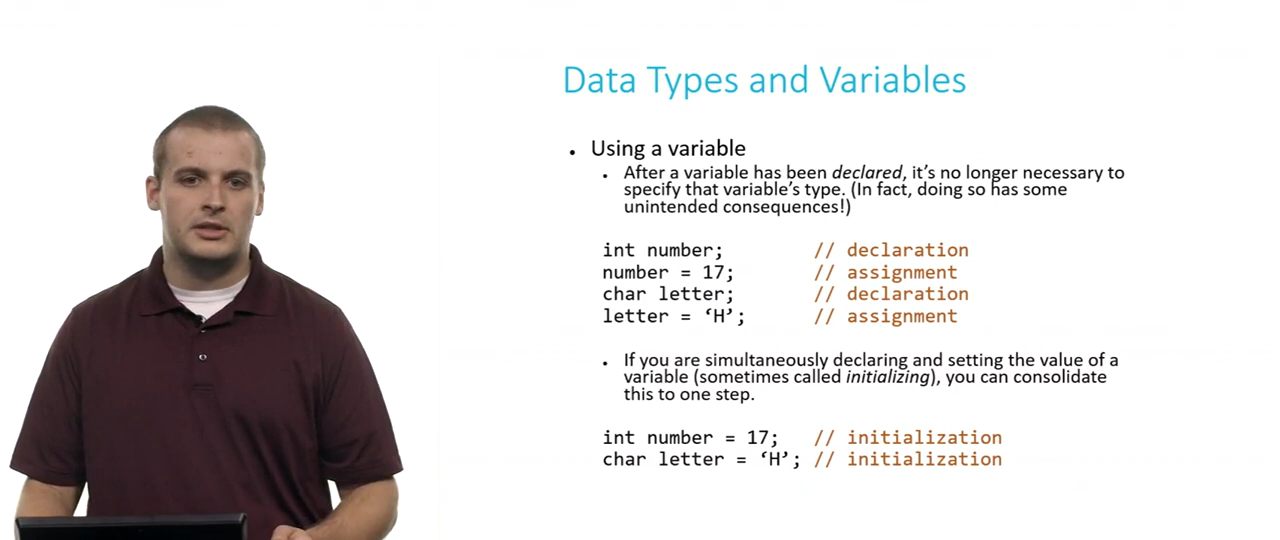 Data Types and Variables
• Using a variable
• After a variable has been declared, it's no longer necessary to
specify that variable's type. (In fact, doing so has some
unintended consequences!)
int number; // declaration
number = 17; // assignment
char letter; // declaration
letter = ‘H’; // assignment
• If you are simultaneously declaring and setting the value of a
variable (sometimes called initializing), you can consolidate
this to one step.
int number = 17; // initialization
char letter = ‘H’; // initialization